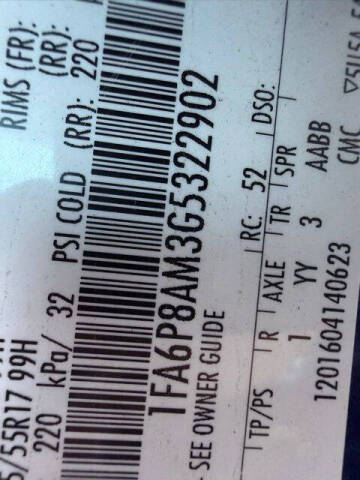 RIMS (FR):
(RR):
5/55R17 99H
220 kPa/ 32 PSI COLD (RR): 220
1FA6P8AM3G5322902
SEE OWNER GUIDE
RC: 52 DSO:
TP/PS R AXLE TR SPR
1 YY 3 AABB
1201604140623 CMC